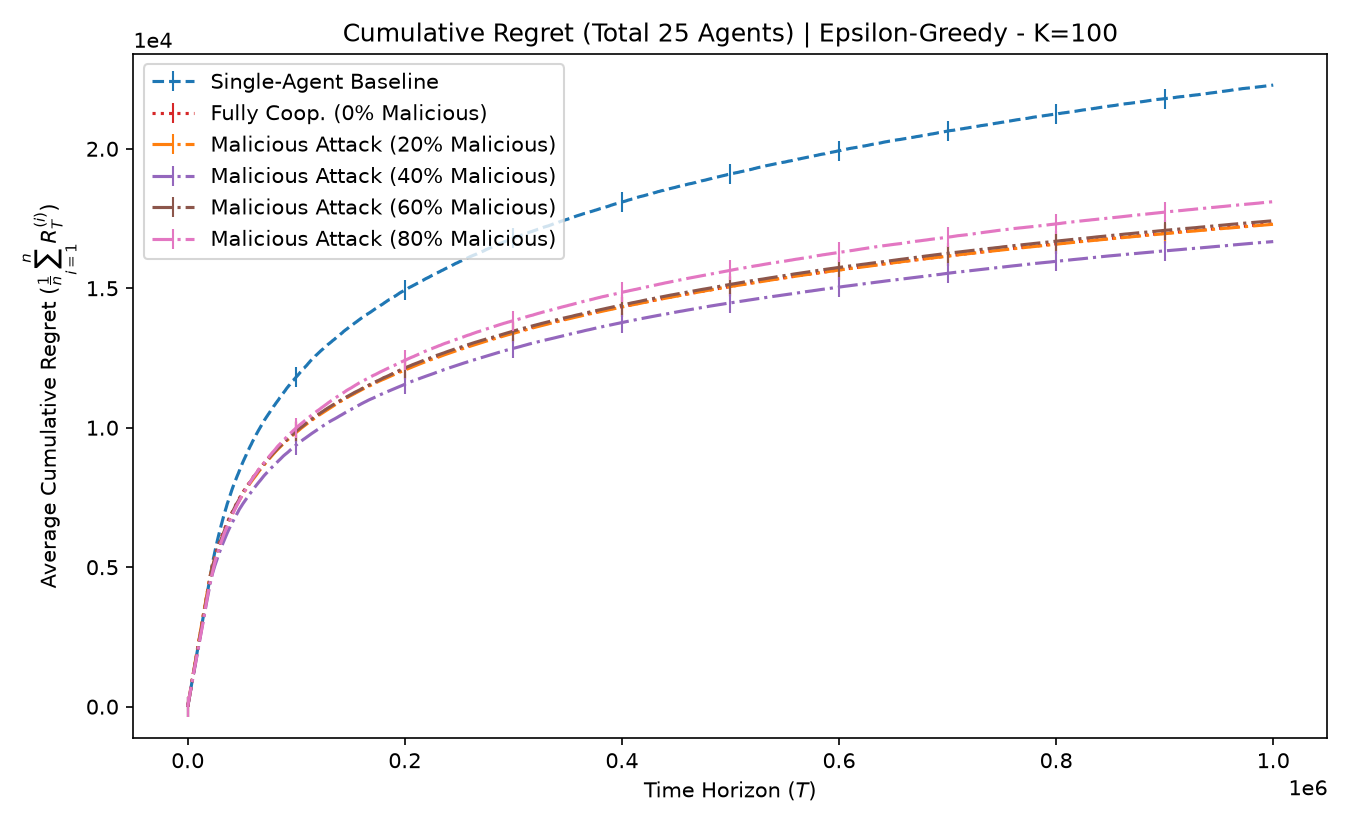 Cumulative Regret (Total 25 Agents) | Epsilon-Greedy - K=100
1e4
Single-Agent Baseline
Fully Coop. (0% Malicious)
Malicious Attack (20% Malicious)
Malicious Attack (40% Malicious)
Malicious Attack (60% Malicious)
Malicious Attack (80% Malicious)
2.0
1.5
1.0
0.5
0.0
Average Cumulative Regret ($\frac{1}{n}\sum_{i=1}^{n} R_T^{(i)}$)
0.0 0.2 0.4 0.6 0.8 1.0
1e6
Time Horizon (T)